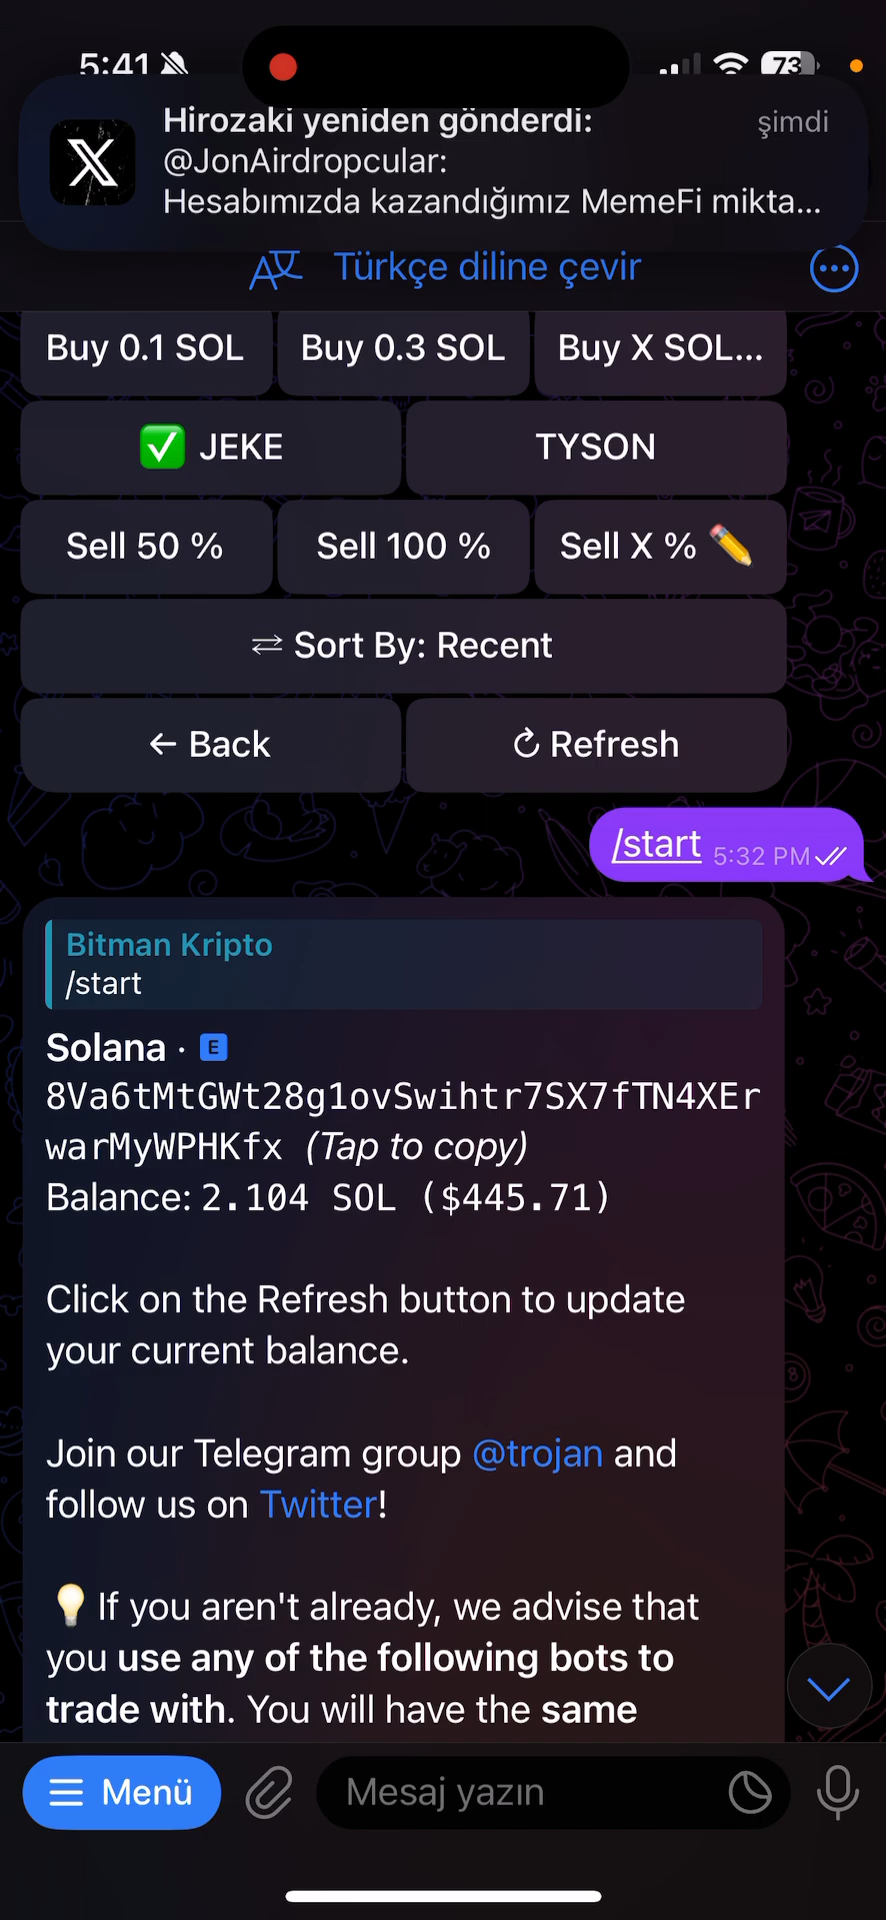 5:41
73
Hirozaki yeniden gönderdi:
şimdi
@JonAirdropcular:
Hesabımızda kazandığımız MemeFi mikta...
Türkçe diline çevir
Buy 0.1 SOL
Buy 0.3 SOL
Buy X SOL...
✅ JEKE
TYSON
Sell 50 %
Sell 100 %
Sell X % ✏️
⇄ Sort By: Recent
← Back
↻ Refresh
/start 5:32 PM
Bitman Kripto
/start
Solana · E
8Va6tMtGWt28g1ovSwihtr7SX7fTN4XEr
warMyWPHKfx (Tap to copy)
Balance: 2.104 SOL ($445.71)
Click on the Refresh button to update
your current balance.
Join our Telegram group @trojan and
follow us on Twitter!
💡 If you aren't already, we advise that
you use any of the following bots to
trade with. You will have the same
Menü
Mesaj yazın